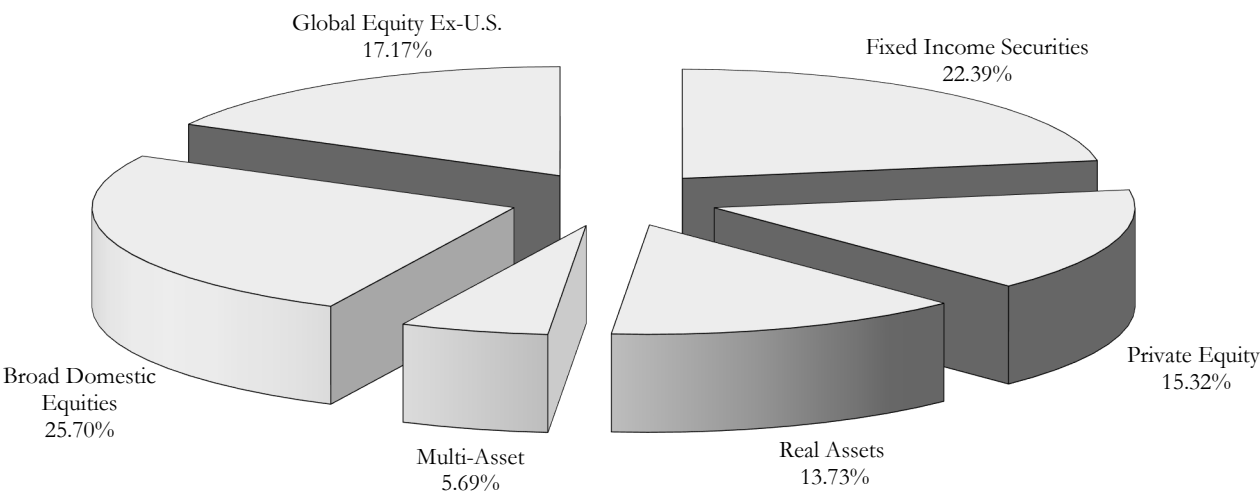 Global Equity Ex-U.S.
17.17%
Fixed Income Securities
22.39%
Private Equity
15.32%
Broad Domestic
Equities
25.70%
Real Assets
13.73%
Multi-Asset
5.69%